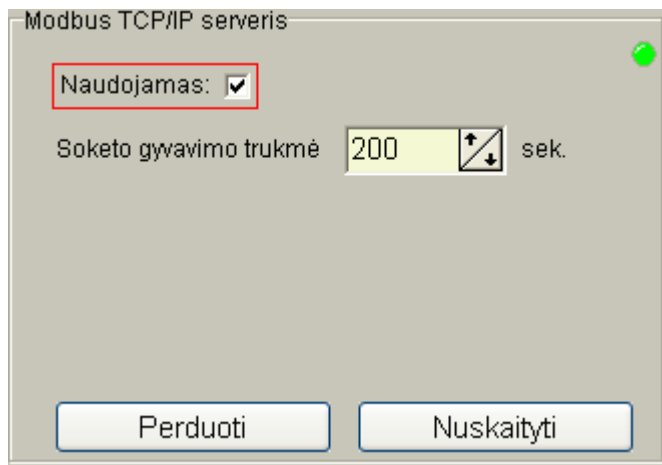 Modbus TCP/IP serveris
Naudojamas:
Soketo gyvavimo trukmė 200 sek.
Perduoti Nuskaityti